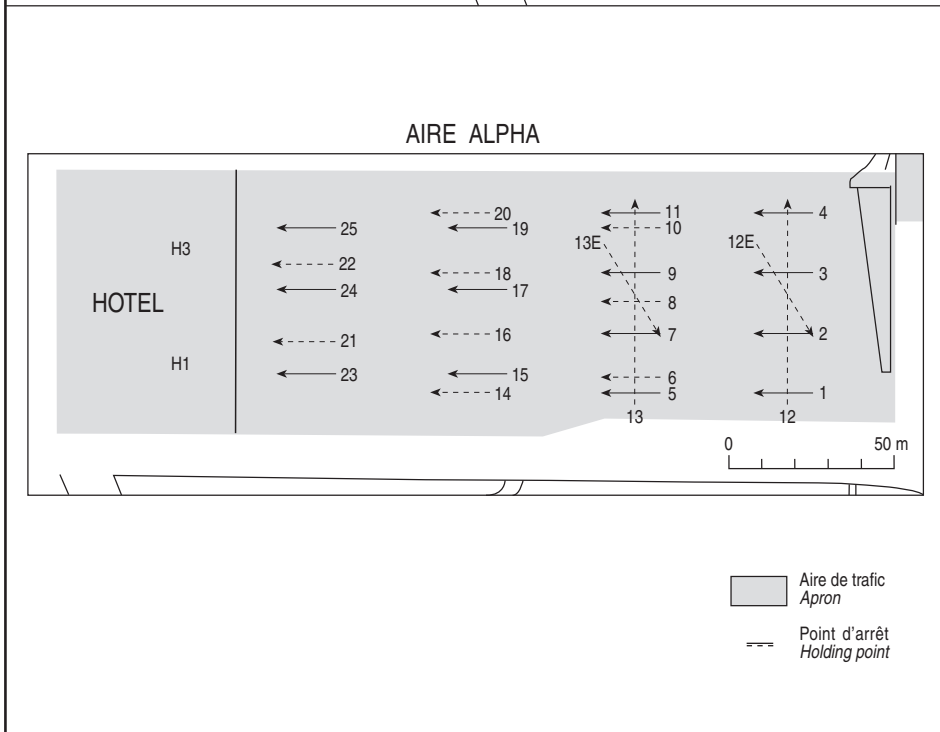 AIRE ALPHA
20
11
4
25
19
10
H3
13E
12E
22
18
9
3
24
17
HOTEL
8
21
16
7
2
H1
23
15
6
14
5
1
13
12
0
50 m
Aire de trafic
Apron
Point d'arrêt
Holding point